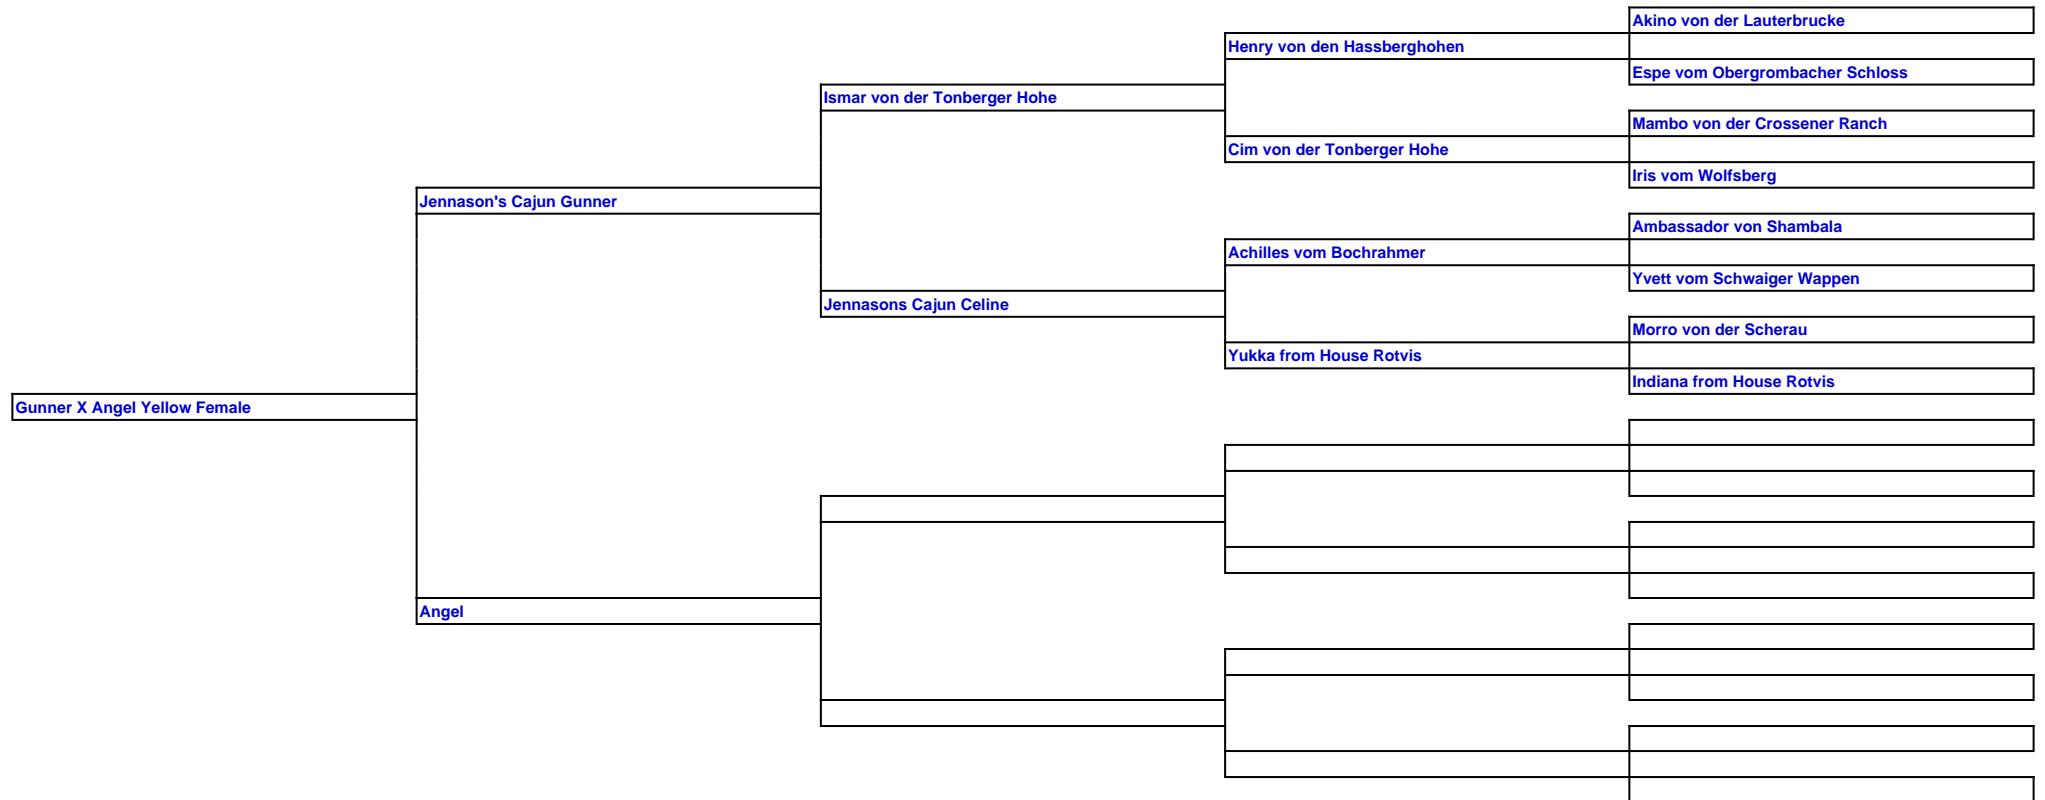 Akino von der Lauterbrucke
Henry von den Hassberghohen
Espe vom Obergrombacher Schloss
Ismar von der Tonberger Hohe
Mambo von der Crossener Ranch
Cim von der Tonberger Hohe
Iris vom Wolfsberg
Jennason's Cajun Gunner
Ambassador von Shambala
Achilles vom Bochrahmer
Yvett vom Schwaiger Wappen
Jennasons Cajun Celine
Morro von der Scherau
Yukka from House Rotvis
Indiana from House Rotvis
Gunner X Angel Yellow Female
Angel